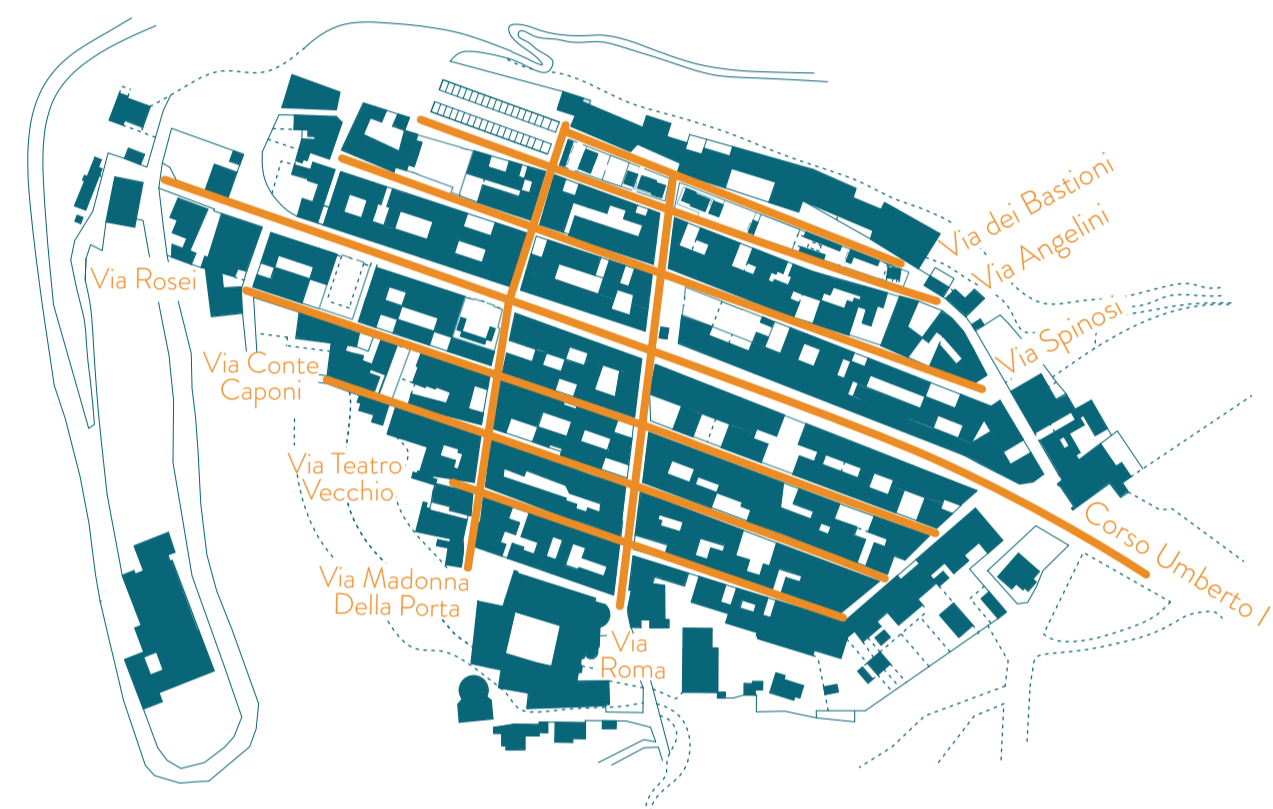 Via dei Bastioni
Via Angelini
Via Rosei
Via Spinosi
Via Conte
Caponi
Via Teatro
Vecchio
Corso Umberto I
Via Madonna
Della Porta
Via
Roma